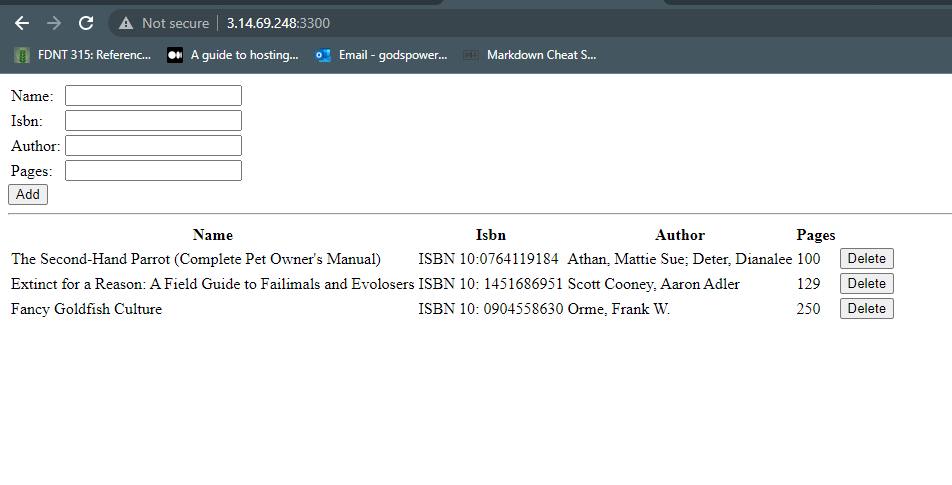 Not secure | 3.14.69.248:3300
FDNT 315: Referenc... A guide to hosting... Email - godspower... Markdown Cheat S...
Name:
Isbn:
Author:
Pages:
Add
Name Isbn Author Pages
The Second-Hand Parrot (Complete Pet Owner's Manual) ISBN 10:0764119184 Athan, Mattie Sue; Deter, Dianalee 100 Delete
Extinct for a Reason: A Field Guide to Failimals and Evolosers ISBN 10: 1451686951 Scott Cooney, Aaron Adler 129 Delete
Fancy Goldfish Culture ISBN 10: 0904558630 Orme, Frank W. 250 Delete